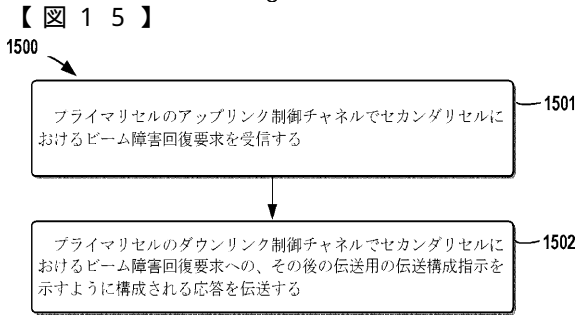 【図15】
1500
1501
プライマリセルのアップリンク制御チャネルでセカンダリセルに
おけるビーム障害回復要求を受信する
1502
プライマリセルのダウンリンク制御チャネルでセカンダリセルに
おけるビーム障害回復要求への、その後の伝送用の伝送構成指示を
示すように構成される応答を伝送する